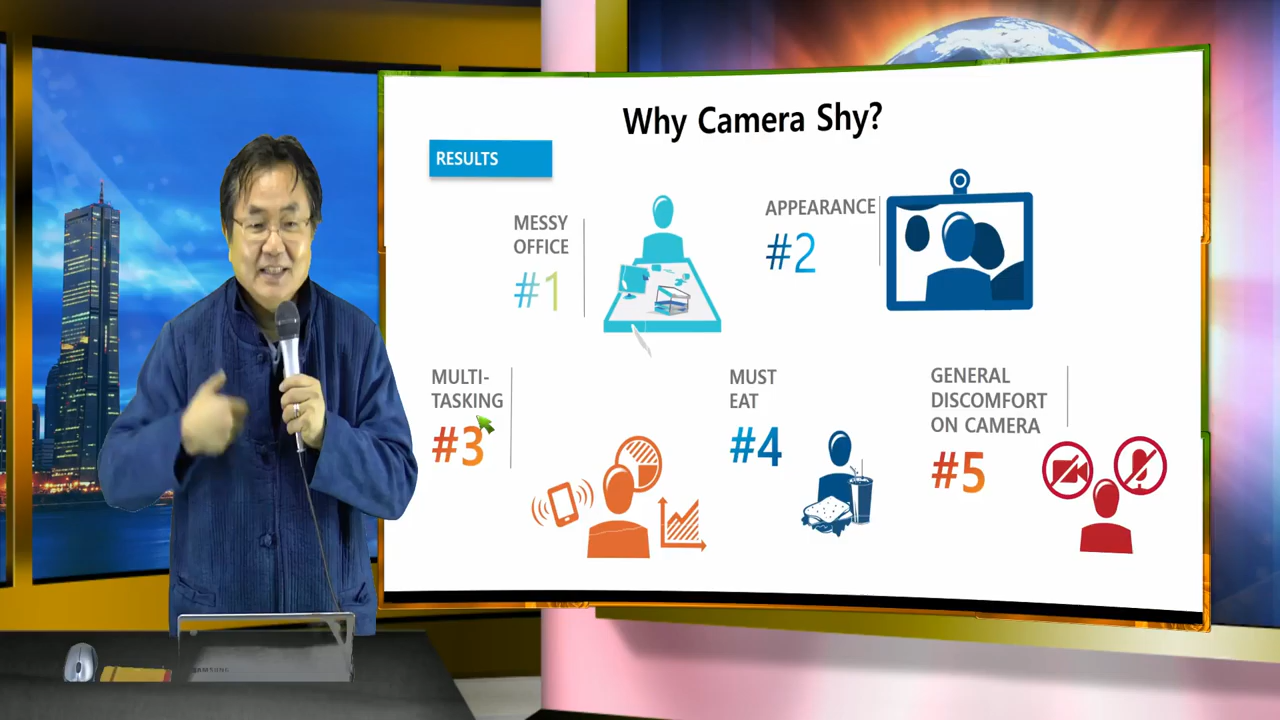 Why Camera Shy?
RESULTS
MESSY
OFFICE
#1
APPEARANCE
#2
MULTI-
TASKING
#3
MUST
EAT
#4
GENERAL
DISCOMFORT
ON CAMERA
#5